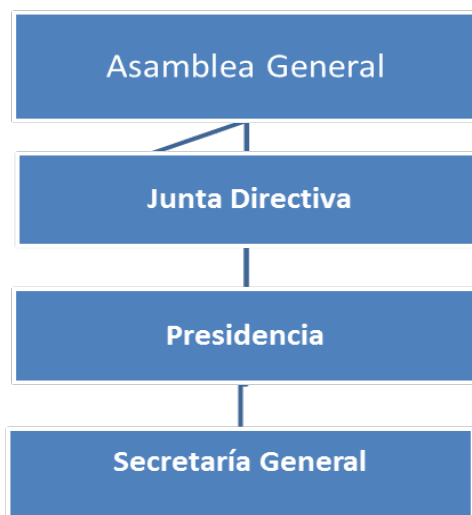 Asamblea General
Junta Directiva
Presidencia
Secretaría General